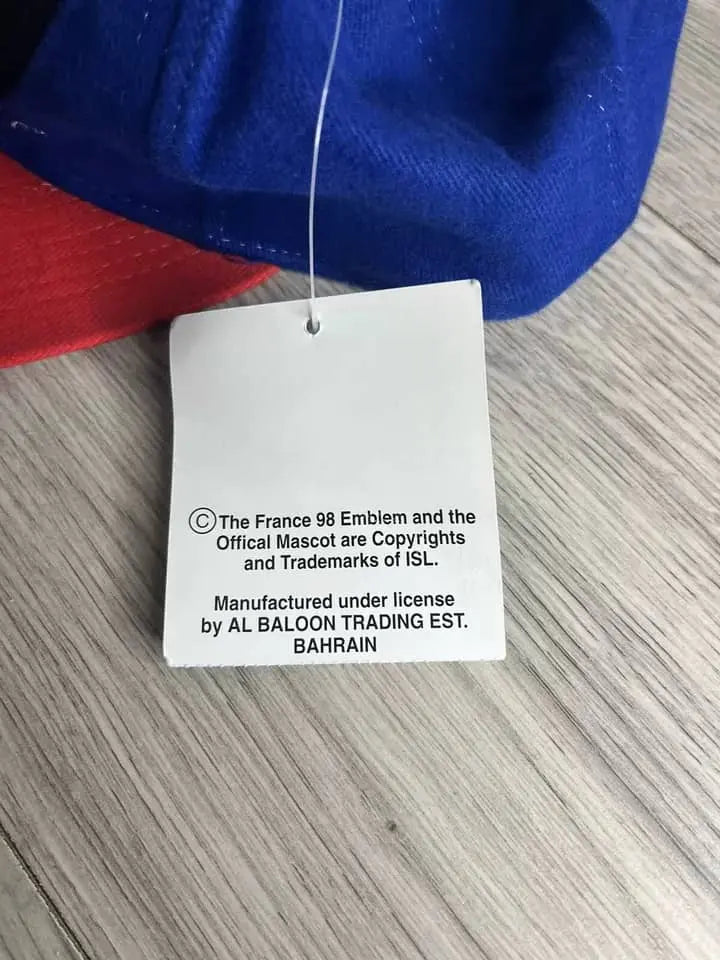 ©The France 98 Emblem and the
Offical Mascot are Copyrights
and Trademarks of ISL.
Manufactured under license
by AL BALOON TRADING EST.
BAHRAIN